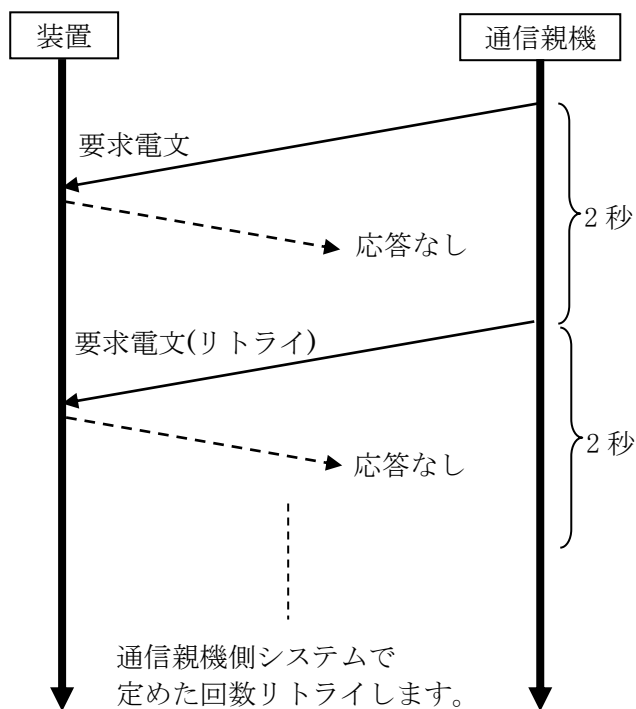 装置
通信親機
要求電文
2 秒
応答なし
要求電文(リトライ)
2 秒
応答なし
通信親機側システムで
定めた回数リトライします。